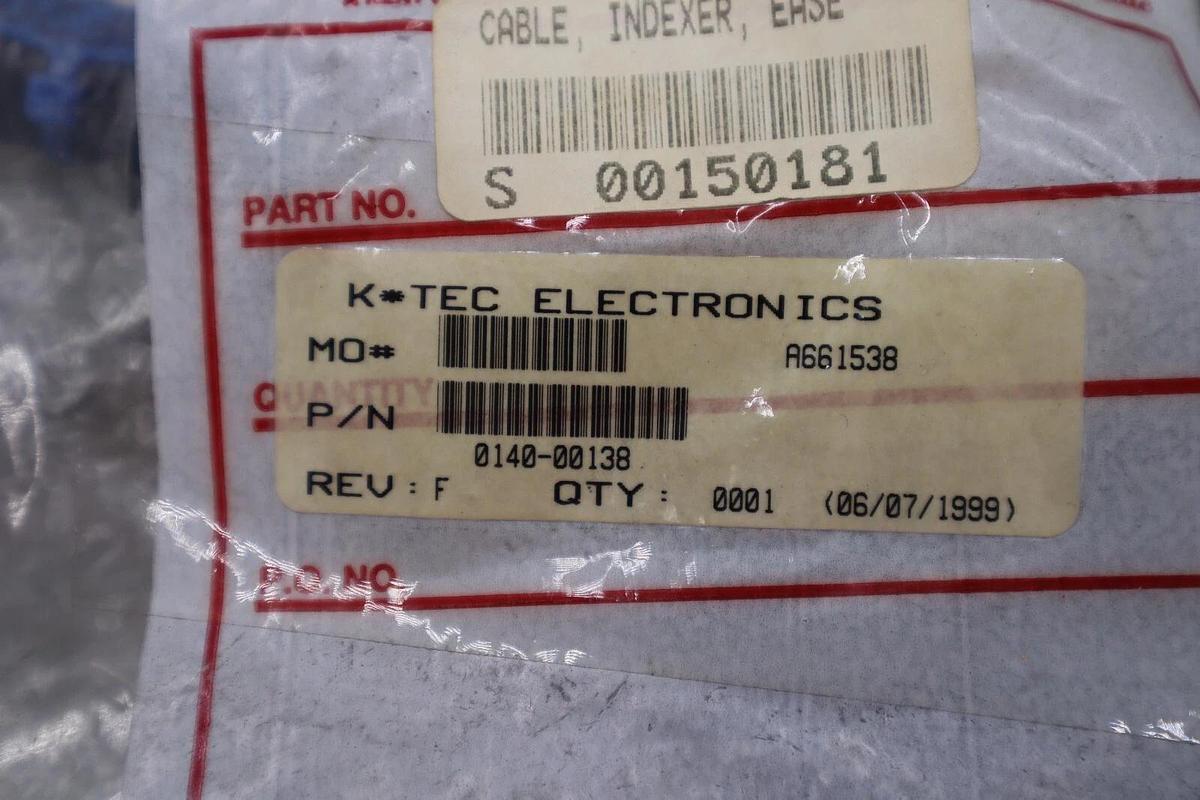 CABLE, INDEXER, EASE
S 00150181
PART NO.
K*TEC ELECTRONICS
MO# A661538
QUANTITY
P/N
0140-00138
REV: F QTY: 0001 (06/07/1999)
P.O. NO.